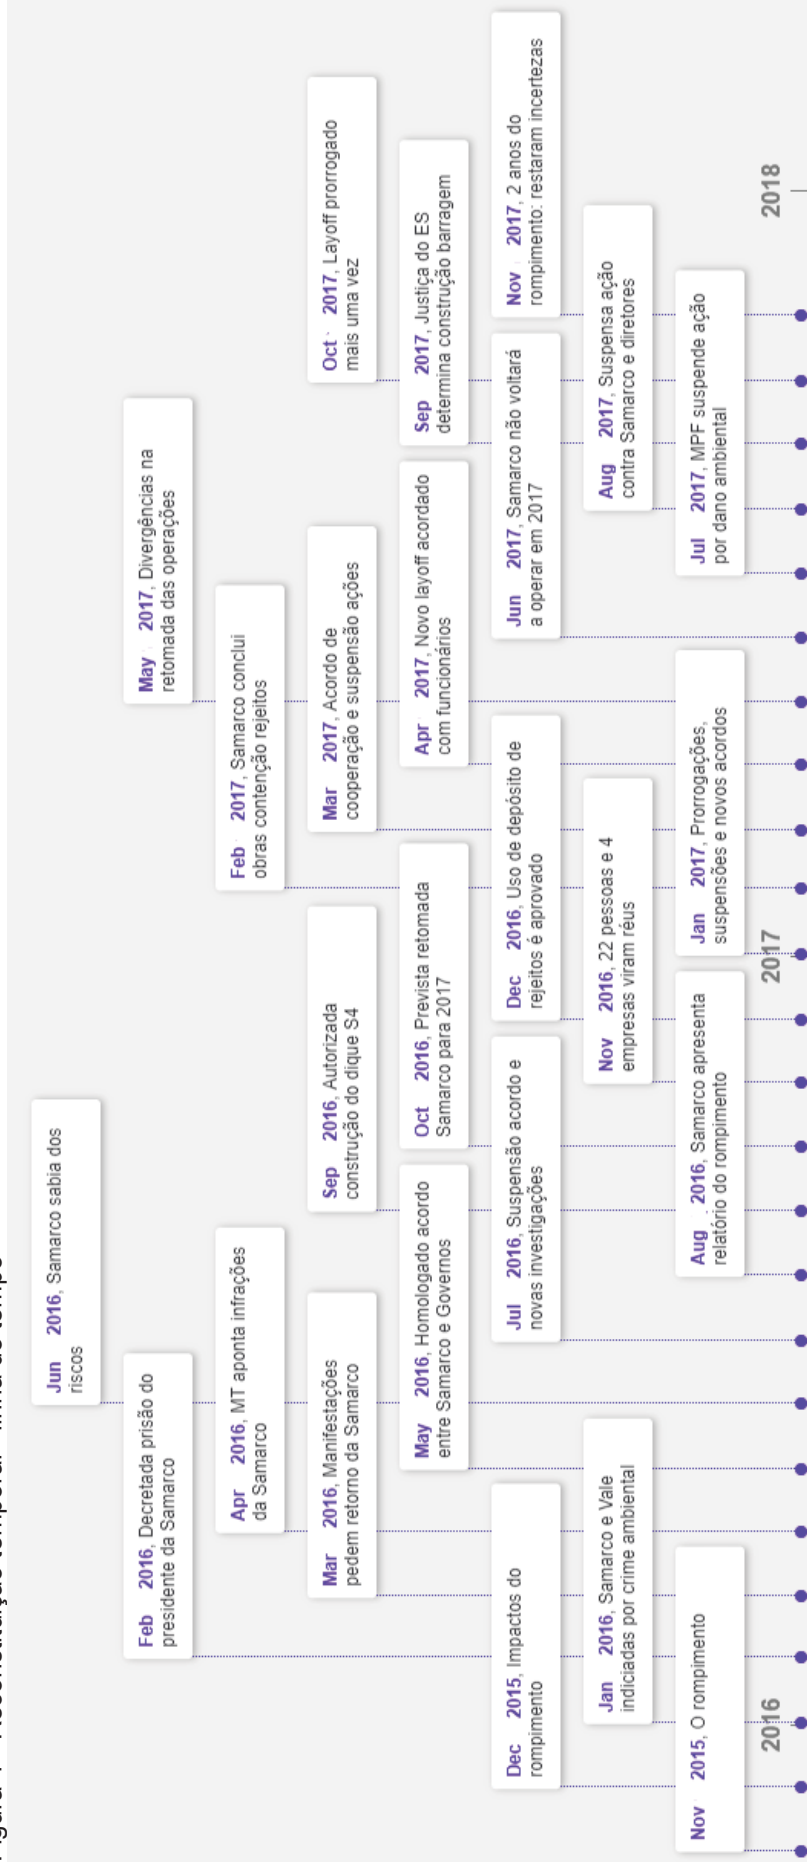 Jun 2016, Samarco sabia dos
riscos
Feb 2016, Decretada prisão do
presidente da Samarco
May 2017, Divergências na
retomada das operações
Apr 2016, MT aponta infrações
da Samarco
Feb 2017, Samarco conclui
obras contenção rejeitos
Mar 2016, Manifestações
pedem retorno da Samarco
Sep 2016, Autorizada
construção do dique S4
Mar 2017, Acordo de
cooperação e suspensão ações
Oct 2017, Layoff prorrogado
mais uma vez
May 2016, Homologado acordo
entre Samarco e Governos
Oct 2016, Prevista retomada
Samarco para 2017
Apr 2017, Novo layoff acordado
com funcionários
Sep 2017, Justiça do ES
determina construção barragem
Dec 2015, Impactos do
rompimento
Jul 2016, Suspensão acordo e
novas investigações
Dec 2016, Uso de depósito de
rejeitos é aprovado
Jun 2017, Samarco não voltará
a operar em 2017
Nov 2017, 2 anos do
rompimento: restaram incertezas
Jan 2016, Samarco e Vale
indiciadas por crime ambiental
Nov 2016, 22 pessoas e 4
empresas viram réus
Aug 2017, Suspensa ação
contra Samarco e diretores
Nov 2015, O rompimento
Aug 2016, Samarco apresenta
relatório do rompimento
Jan 2017, Prorrogações,
suspensões e novos acordos
Jul 2017, MPF suspende ação
por dano ambiental
2016
2017
2018